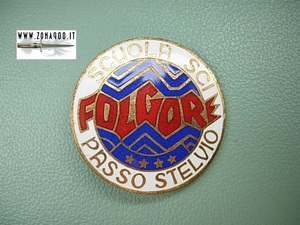 WWW.ZONA900.IT
SCUOLA SCI
FOLGORE
PASSO STELVIO